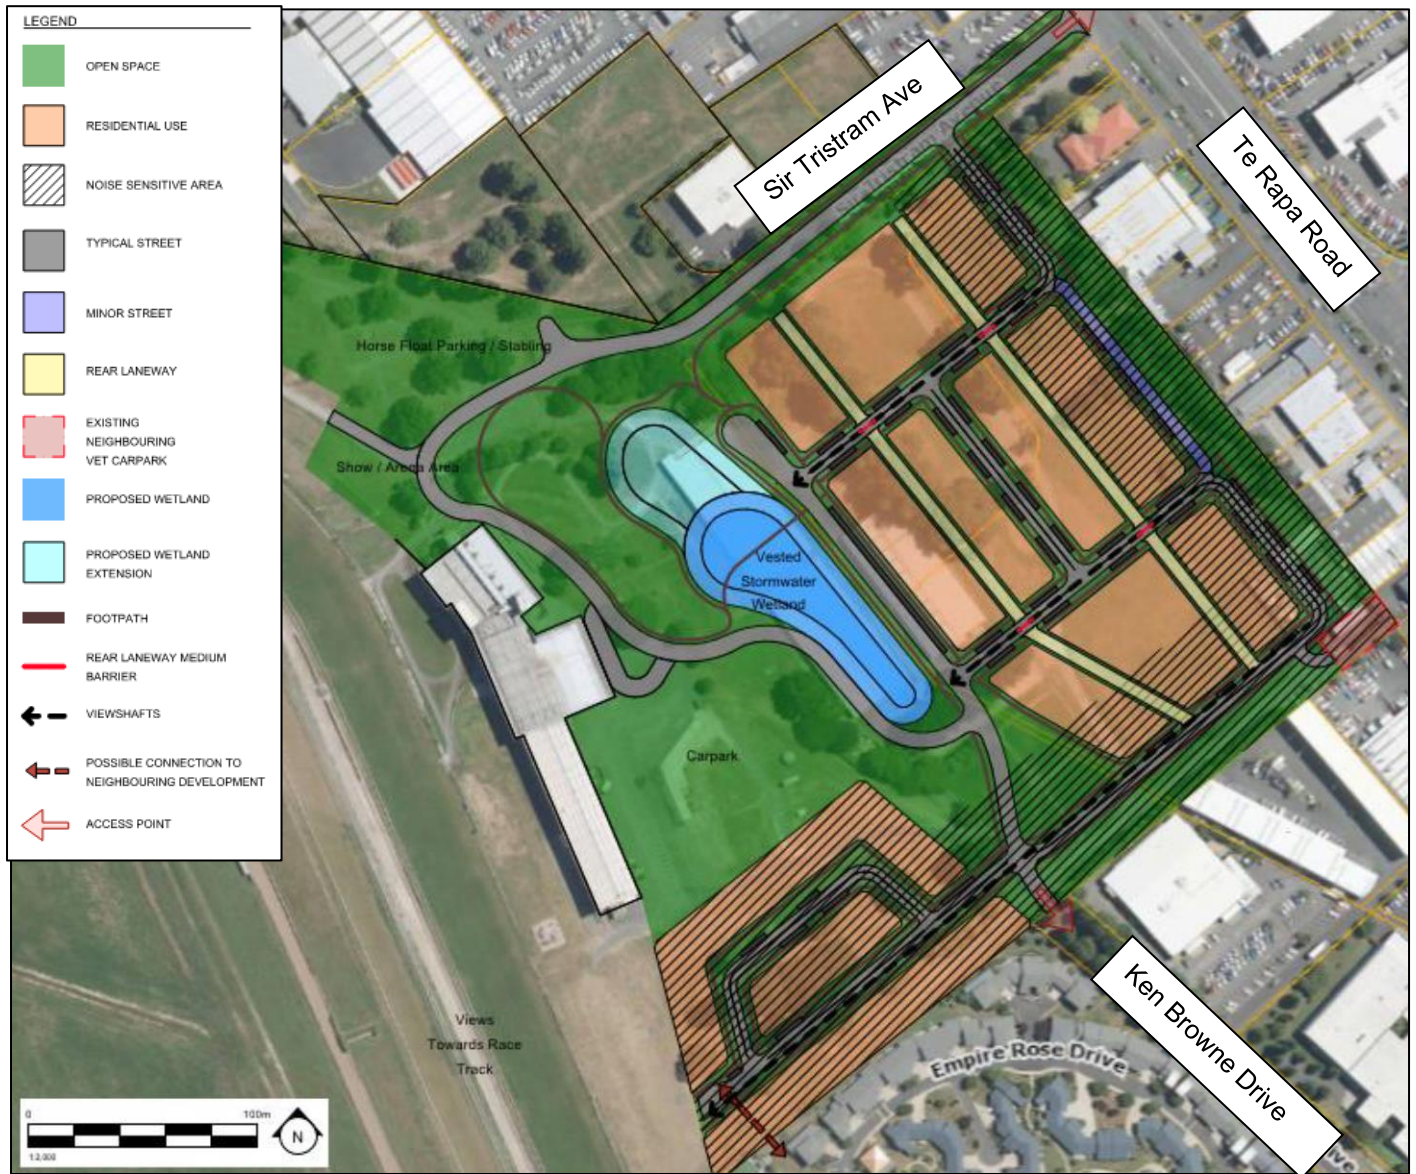 LEGEND
OPEN SPACE
RESIDENTIAL USE
NOISE SENSITIVE AREA
TYPICAL STREET
MINOR STREET
REAR LANEWAY
EXISTING
NEIGHBOURING
VET CARPARK
PROPOSED WETLAND
PROPOSED WETLAND
EXTENSION
FOOTPATH
REAR LANEWAY MEDIUM
BARRIER
VIEWSHAFTS
POSSIBLE CONNECTION TO
NEIGHBOURING DEVELOPMENT
ACCESS POINT
Sir Tristram Ave
Te Rapa Road
Horse Float Parking / Stabling
Show / Arena Area
Vested
Stormwater
Wetland
Carpark
Views
Towards Race
Track
Empire Rose Drive
Ken Browne Drive
0 100m
1:2,000
N